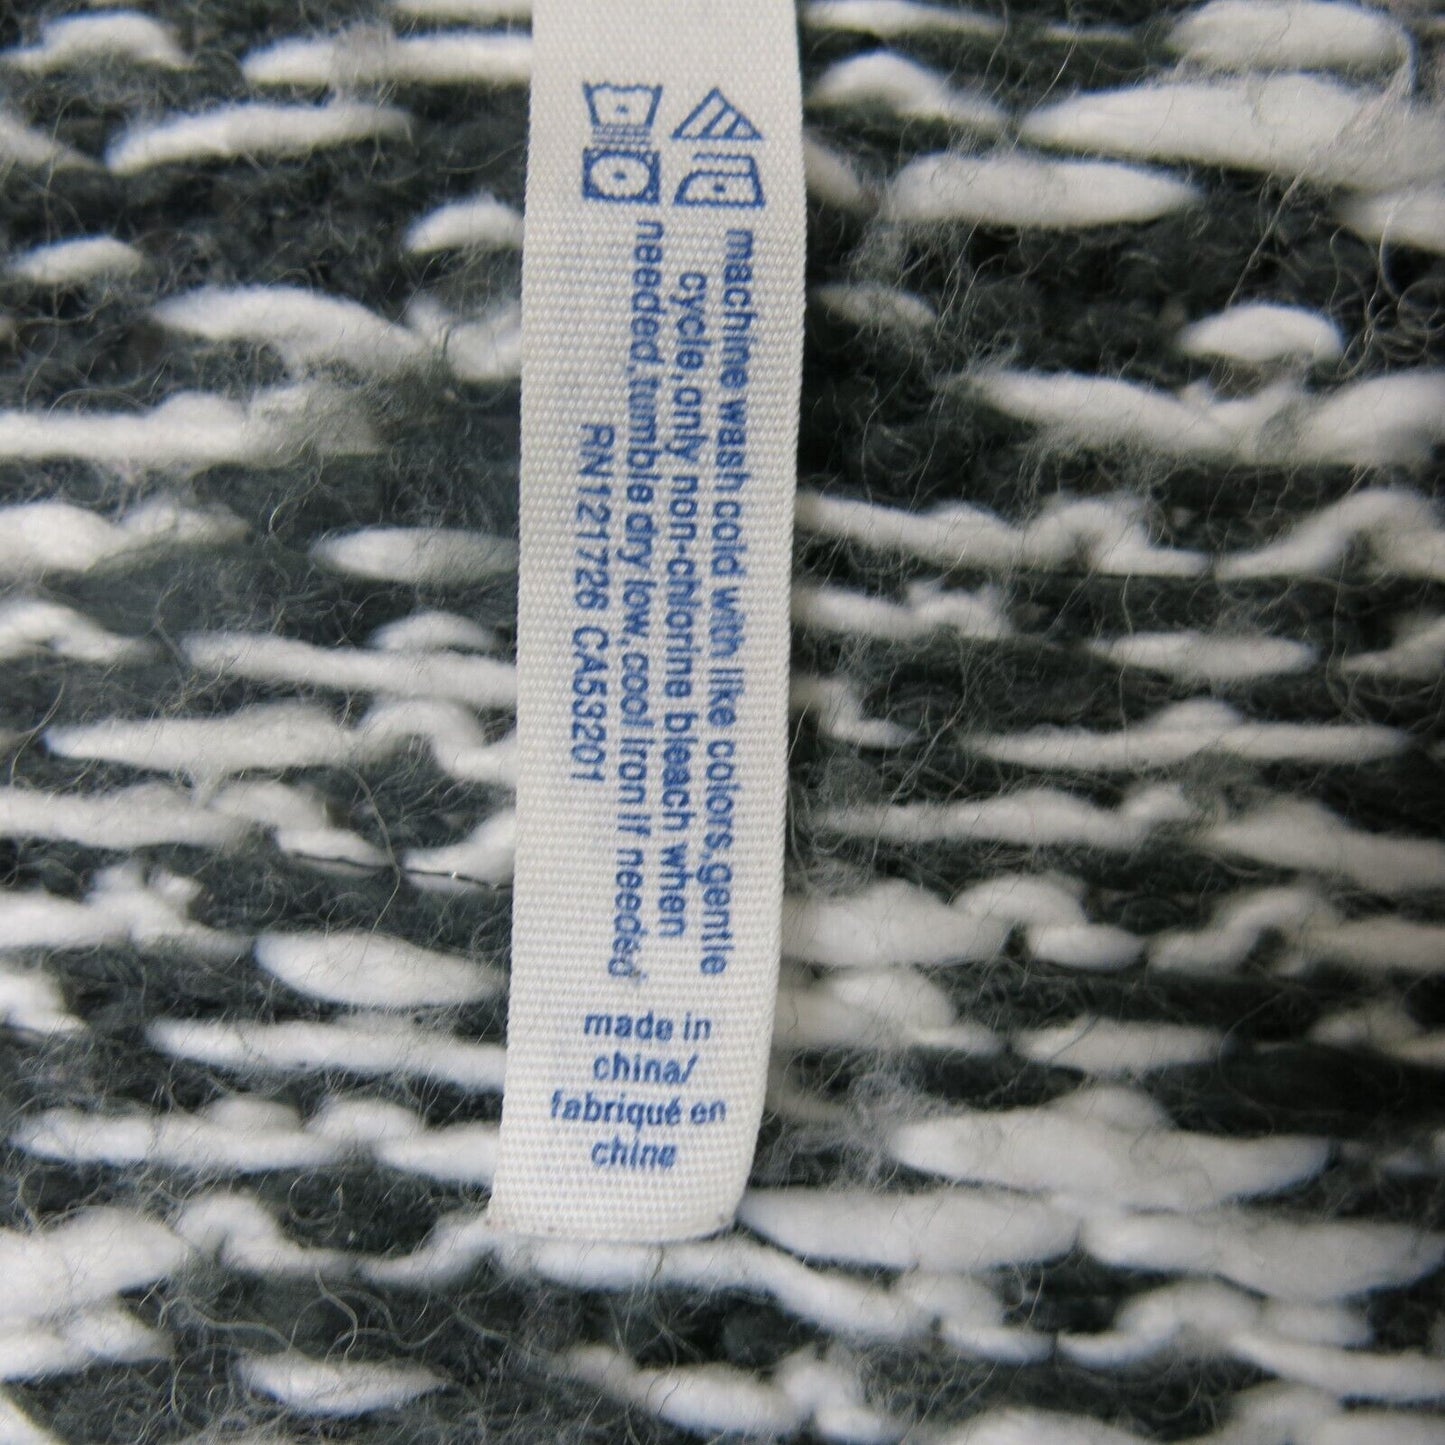 machine wash cold with like colors,gentle
cycle,only non-chlorine bleach when
needed,tumble dry low,cool iron if needed
RN121726 CA53201
made in
china/
fabriqué en
chine